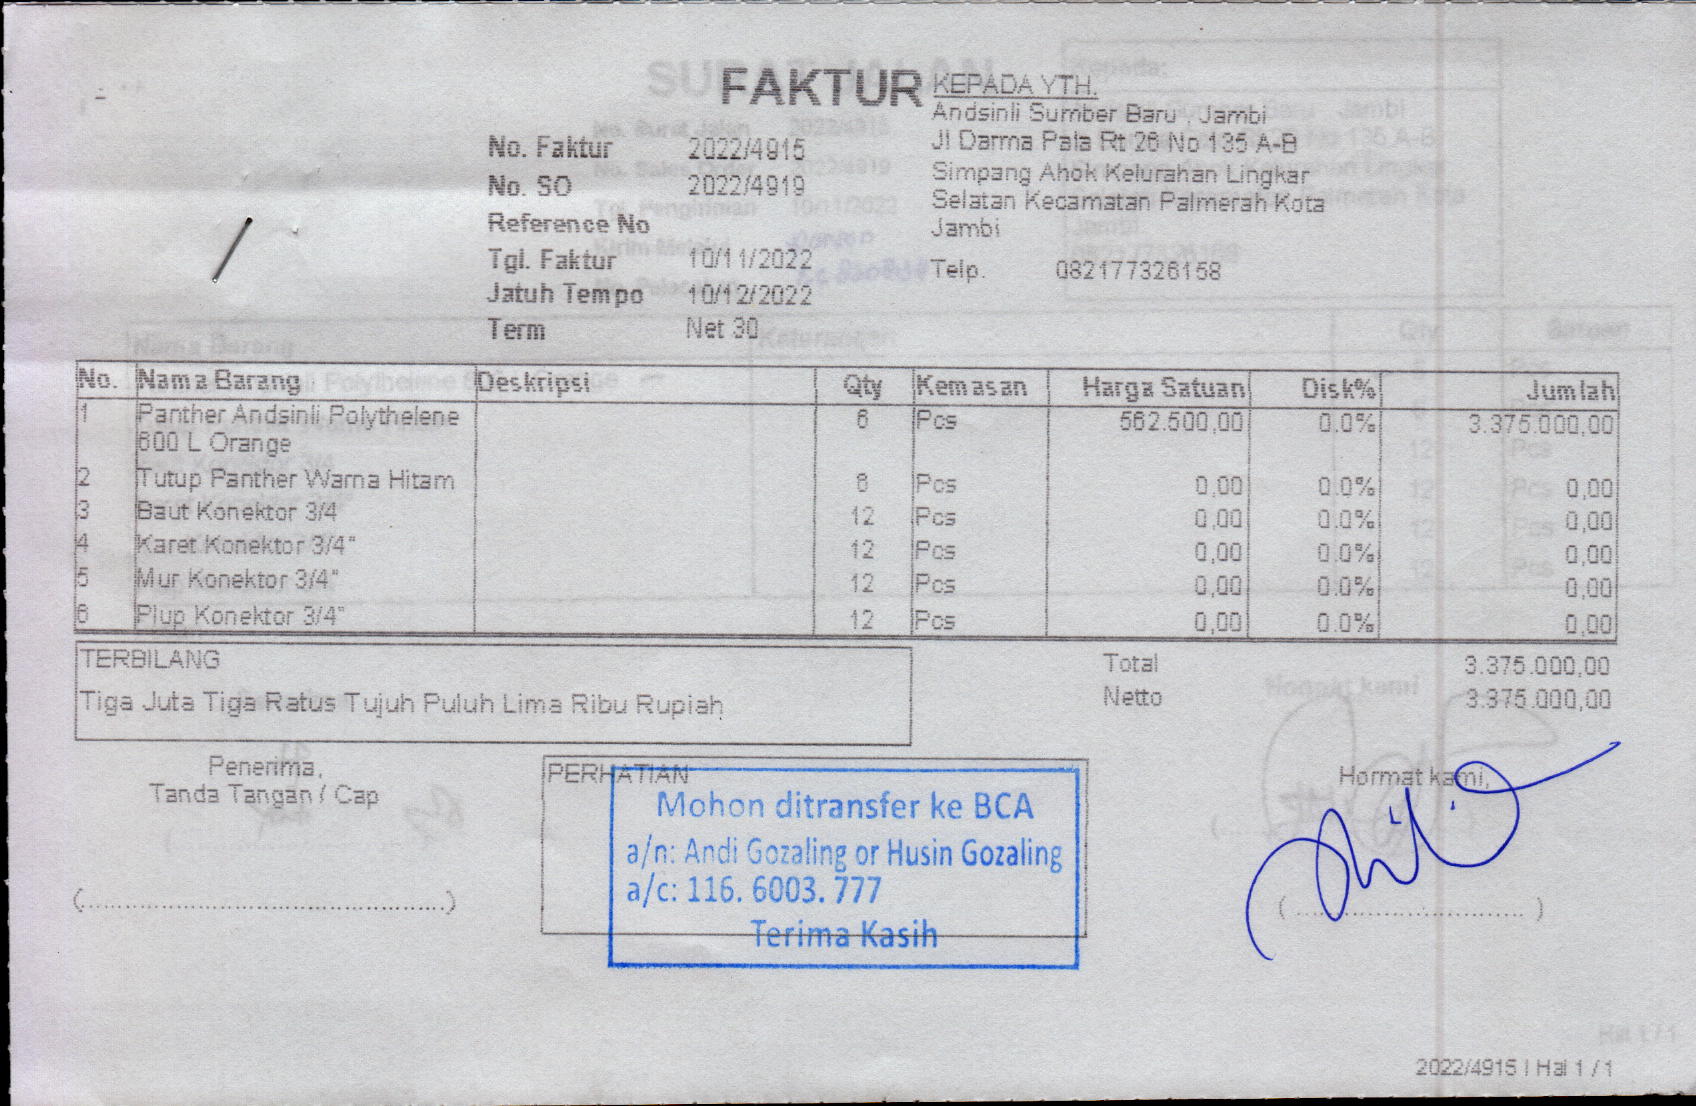 FAKTUR
No. Faktur 2022/4915
No. SO 2022/4919
Reference No
Tgl. Faktur 10/11/2022
Jatuh Tempo 10/12/2022
Term Net 30
KEPADA YTH.
Andsinli Sumber Baru , Jambi
Jl Darma Pala Rt 26 No 135 A-B
Simpang Ahok Kelurahan Lingkar
Selatan Kecamatan Palmerah Kota
Jambi
Telp. 082177326158
No. Nama Barang Deskripsi Qty Kemasan Harga Satuan Disk% Jumlah
1 Panther Andsinli Polythelene 6 Pcs 562.500,00 0.0% 3.375.000,00
600 L Orange
2 Tutup Panther Warna Hitam 6 Pcs 0,00 0.0% 0,00
3 Baut Konektor 3/4" 12 Pcs 0,00 0.0% 0,00
4 Karet Konektor 3/4" 12 Pcs 0,00 0.0% 0,00
5 Mur Konektor 3/4" 12 Pcs 0,00 0.0% 0,00
6 Plup Konektor 3/4" 12 Pcs 0,00 0.0% 0,00
TERBILANG
Tiga Juta Tiga Ratus Tujuh Puluh Lima Ribu Rupiah
Total 3.375.000,00
Netto 3.375.000,00
Penerima,
Tanda Tangan / Cap
(................................................)
PERHATIAN
Mohon ditransfer ke BCA
a/n: Andi Gozaling or Husin Gozaling
a/c: 116. 6003. 777
Terima Kasih
Hormat kami,
( .............................. )
2022/4915 | Hal 1 / 1